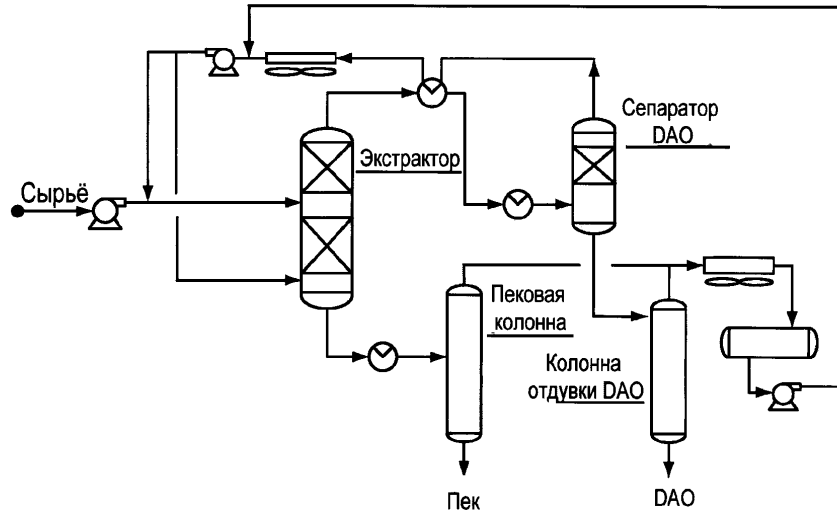 Сепаратор
DAO
Экстрактор
Сырьё
Пековая
колонна
Колонна
отдувки DAO
Пек
DAO